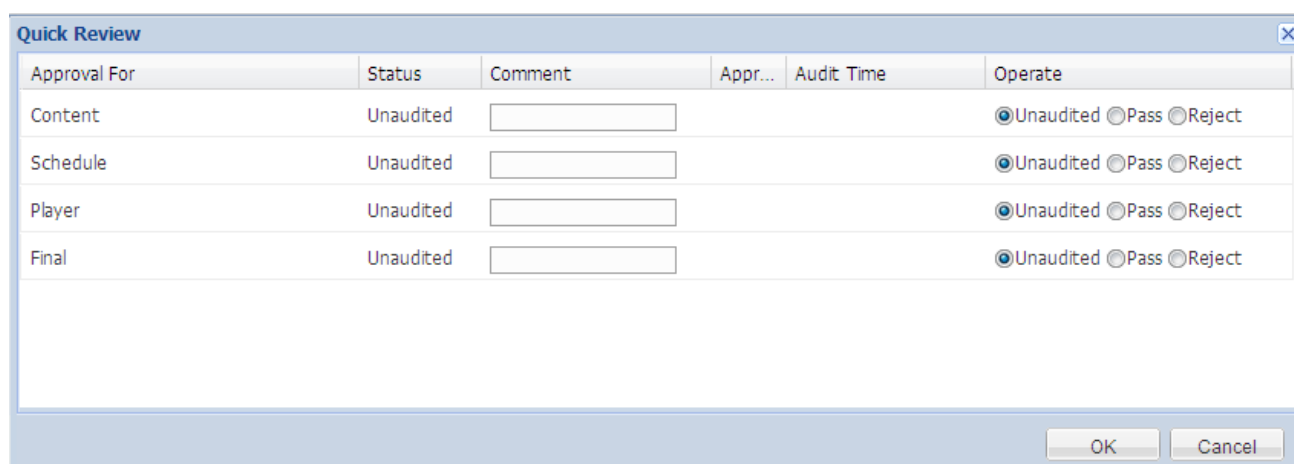 Quick Review
Approval For Status Comment Appr... Audit Time Operate
Content Unaudited Unaudited Pass Reject
Schedule Unaudited Unaudited Pass Reject
Player Unaudited Unaudited Pass Reject
Final Unaudited Unaudited Pass Reject
OK Cancel